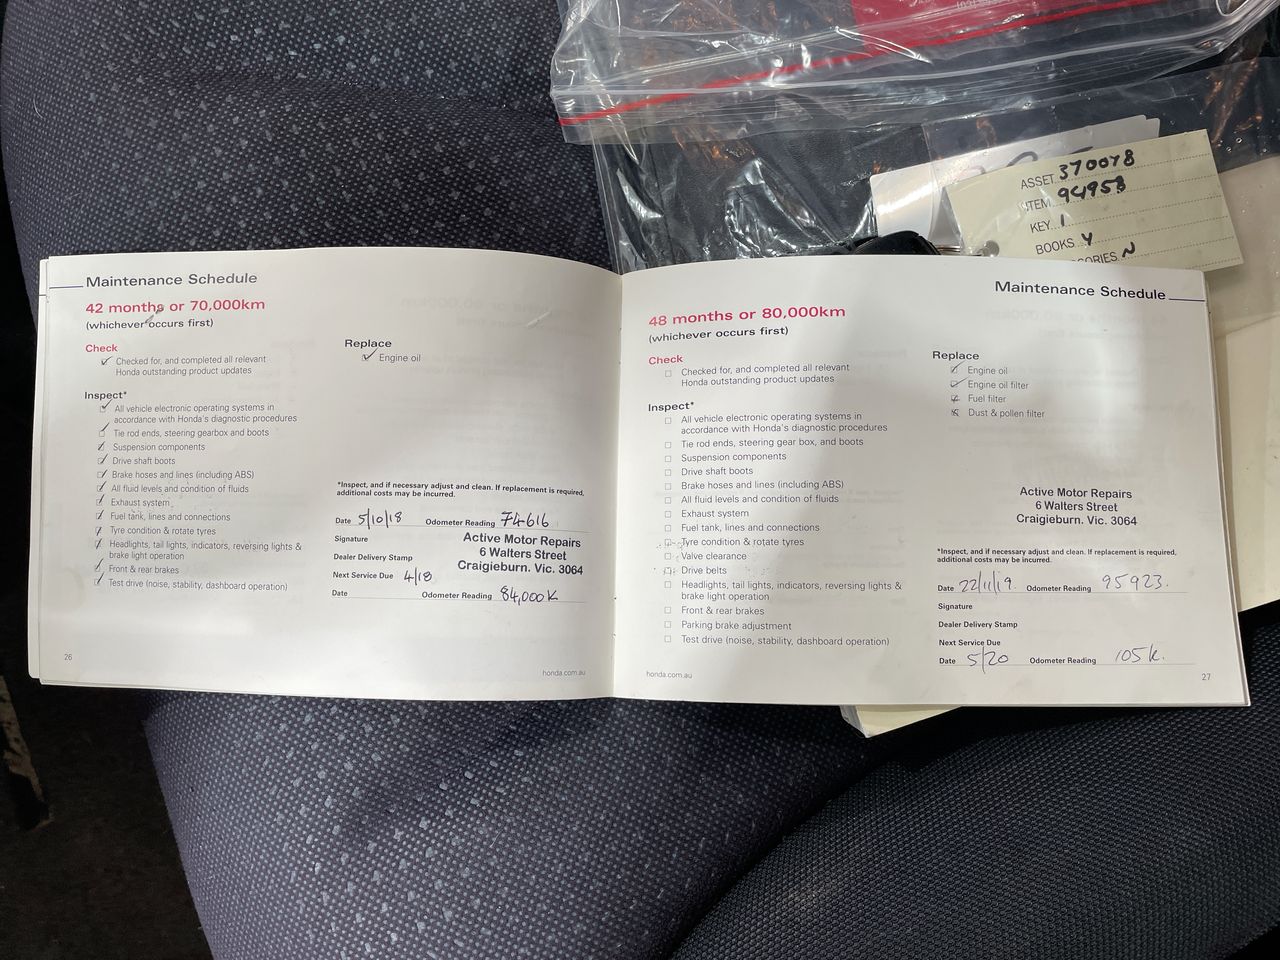 ASSET 370078
ITEM 94958
KEY 1
BOOKS Y
N
Maintenance Schedule
42 months or 70,000km
(whichever occurs first)
Check
Checked for, and completed all relevant
Honda outstanding product updates
Inspect*
All vehicle electronic operating systems in
accordance with Honda's diagnostic procedures
Tie rod ends, steering gearbox and boots
Suspension components
Drive shaft boots
Brake hoses and lines (including ABS)
All fluid levels and condition of fluids
Exhaust system
Fuel tank, lines and connections
Tyre condition & rotate tyres
Headlights, tail lights, indicators, reversing lights &
brake light operation
Front & rear brakes
Test drive (noise, stability, dashboard operation)
Replace
Engine oil
*Inspect, and if necessary adjust and clean. If replacement is required,
additional costs may be incurred.
Date 5/10/18 Odometer Reading 74616
Signature
Dealer Delivery Stamp
Active Motor Repairs
6 Walters Street
Craigieburn. Vic. 3064
Next Service Due 4/18
Date Odometer Reading 84,000K
26
honda.com.au
Maintenance Schedule
48 months or 80,000km
(whichever occurs first)
Check
Checked for, and completed all relevant
Honda outstanding product updates
Inspect*
All vehicle electronic operating systems in
accordance with Honda's diagnostic procedures
Tie rod ends, steering gear box, and boots
Suspension components
Drive shaft boots
Brake hoses and lines (including ABS)
All fluid levels and condition of fluids
Exhaust system
Fuel tank, lines and connections
Tyre condition & rotate tyres
Valve clearance
Drive belts
Headlights, tail lights, indicators, reversing lights &
brake light operation
Front & rear brakes
Parking brake adjustment
Test drive (noise, stability, dashboard operation)
Replace
Engine oil
Engine oil filter
Fuel filter
Dust & pollen filter
Active Motor Repairs
6 Walters Street
Craigieburn. Vic. 3064
*Inspect, and if necessary adjust and clean. If replacement is required,
additional costs may be incurred.
Date 22/11/19. Odometer Reading 95923.
Signature
Dealer Delivery Stamp
Next Service Due
Date 5/20 Odometer Reading 105K.
honda.com.au
27